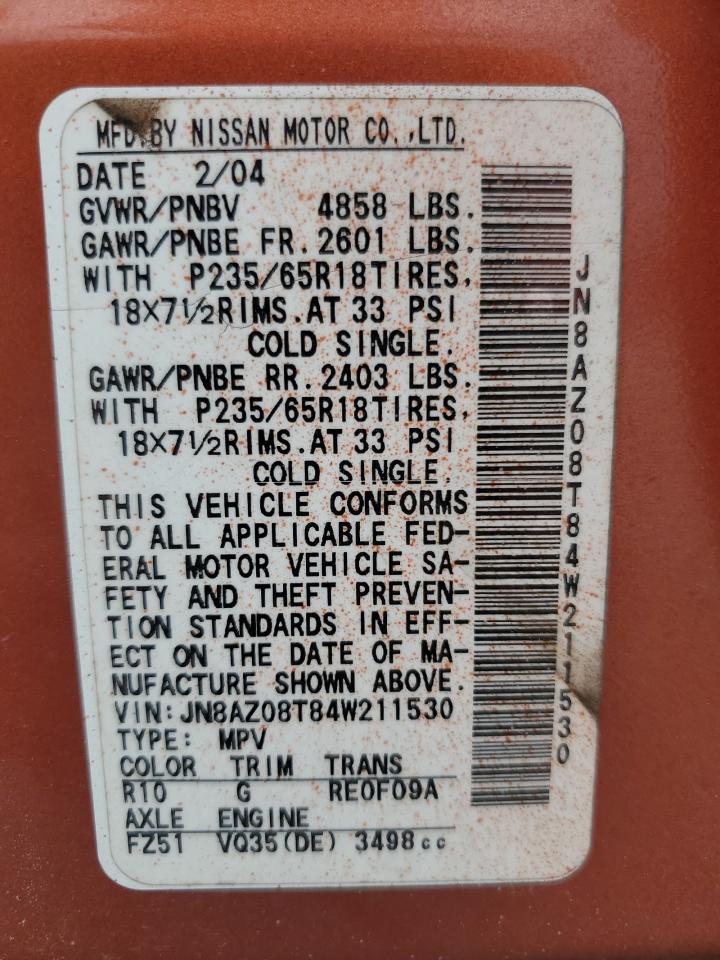 MFD.BY NISSAN MOTOR CO.,LTD.
DATE 2/04
GVWR/PNBV 4858 LBS.
GAWR/PNBE FR.2601 LBS.
WITH P235/65R18TIRES,
18X7 1/2RIMS.AT 33 PSI
COLD SINGLE.
GAWR/PNBE RR.2403 LBS.
WITH P235/65R18TIRES,
18X7 1/2RIMS.AT 33 PSI
COLD SINGLE.
THIS VEHICLE CONFORMS
TO ALL APPLICABLE FED-
ERAL MOTOR VEHICLE SA-
FETY AND THEFT PREVEN-
TION STANDARDS IN EFF-
ECT ON THE DATE OF MA-
NUFACTURE SHOWN ABOVE.
VIN:JN8AZ08T84W211530
TYPE: MPV
COLOR TRIM TRANS
R10 G RE0F09A
AXLE ENGINE
FZ51 VQ35(DE) 3498cc
JN8AZ08T84W211530